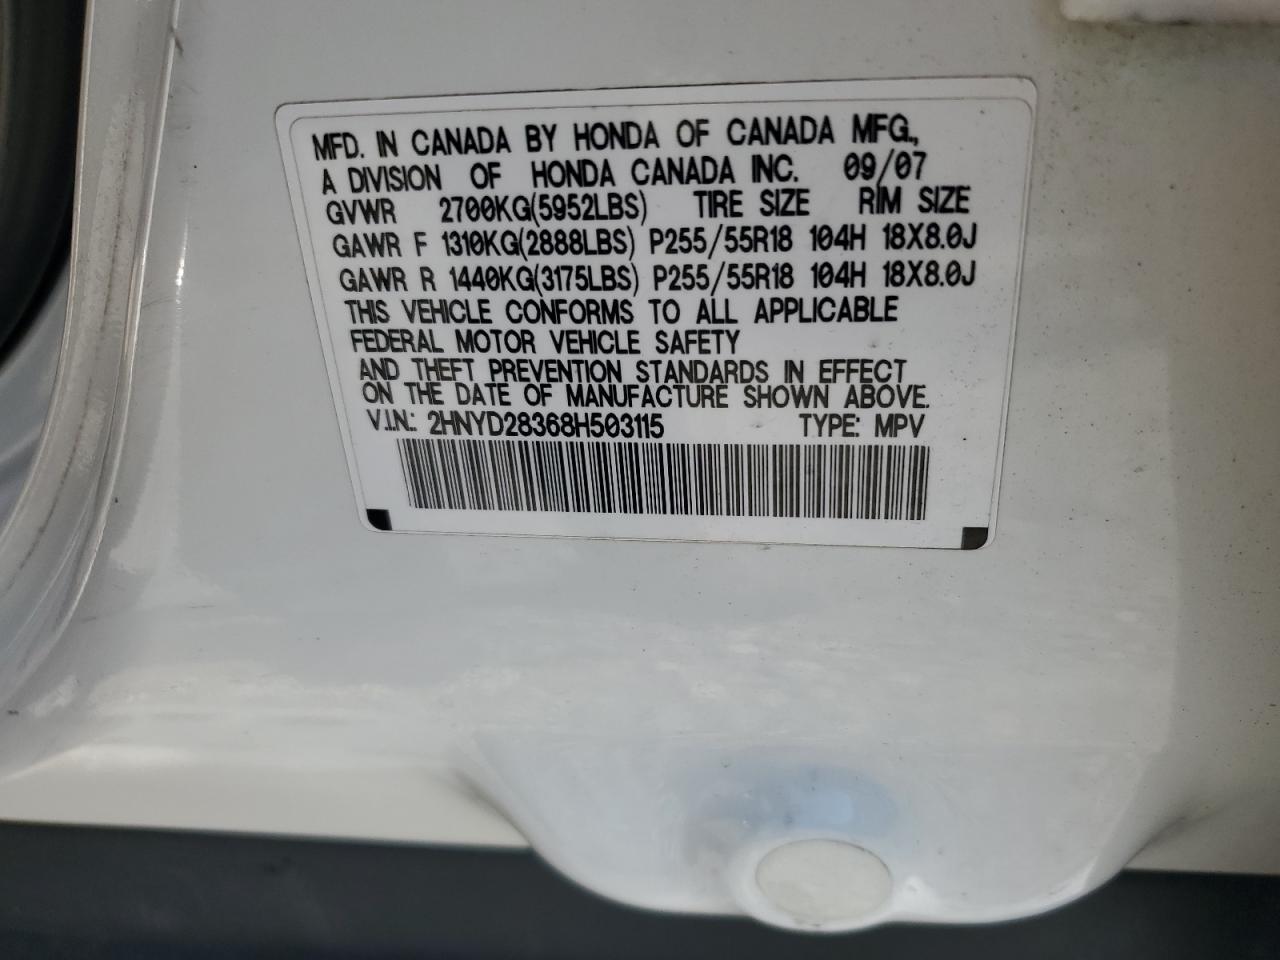 MFD. IN CANADA BY HONDA OF CANADA MFG.,
A DIVISION OF HONDA CANADA INC. 09/07
GVWR 2700KG(5952LBS) TIRE SIZE RIM SIZE
GAWR F 1310KG(2888LBS) P255/55R18 104H 18X8.0J
GAWR R 1440KG(3175LBS) P255/55R18 104H 18X8.0J
THIS VEHICLE CONFORMS TO ALL APPLICABLE
FEDERAL MOTOR VEHICLE SAFETY
AND THEFT PREVENTION STANDARDS IN EFFECT
ON THE DATE OF MANUFACTURE SHOWN ABOVE.
V.I.N.: 2HNYD28368H503115 TYPE: MPV